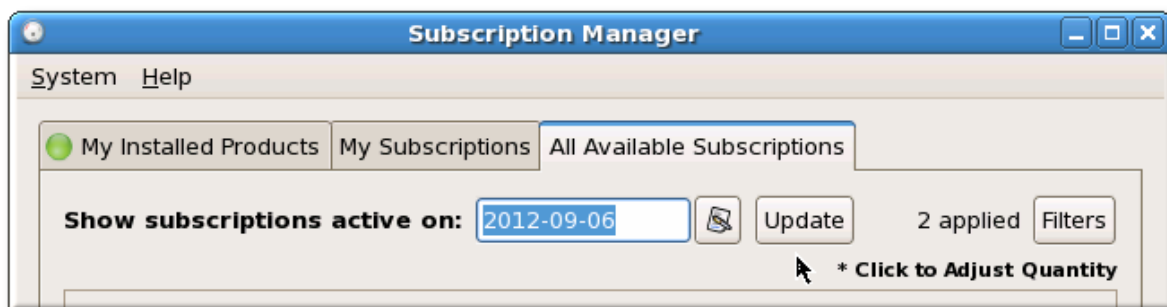 Subscription Manager
System Help
My Installed Products My Subscriptions All Available Subscriptions
Show subscriptions active on: 2012-09-06 Update 2 applied Filters
* Click to Adjust Quantity